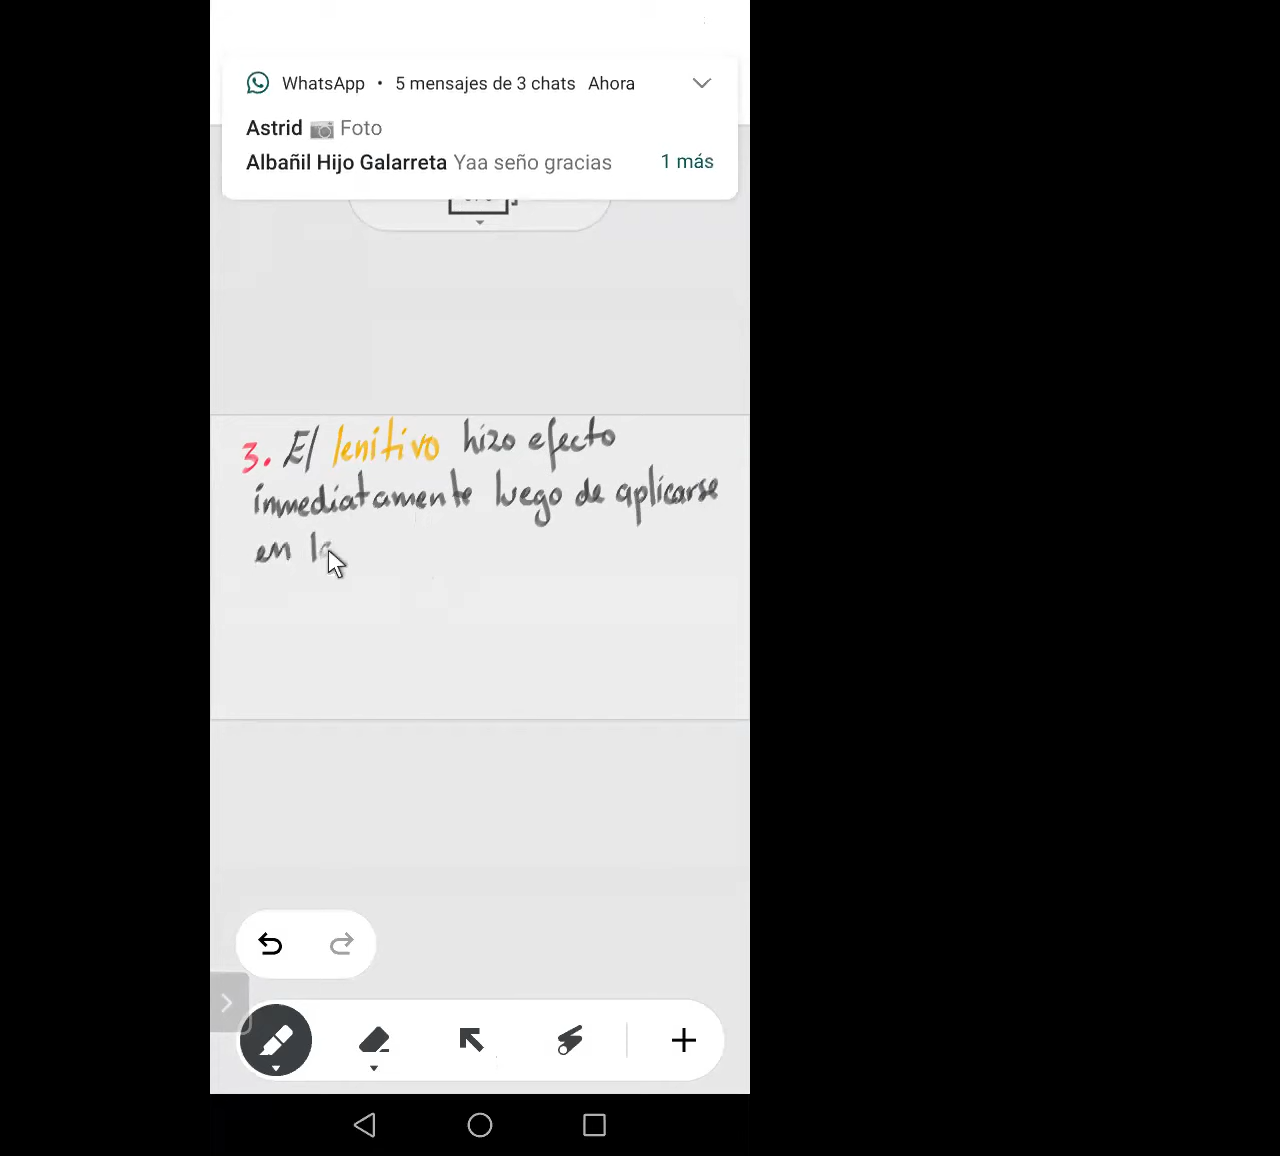 WhatsApp • 5 mensajes de 3 chats Ahora
Astrid 📷 Foto
Albañil Hijo Galarreta Yaa seño gracias 1 más
3. El lenitivo hizo efecto
inmediatamente luego de aplicarse
en la